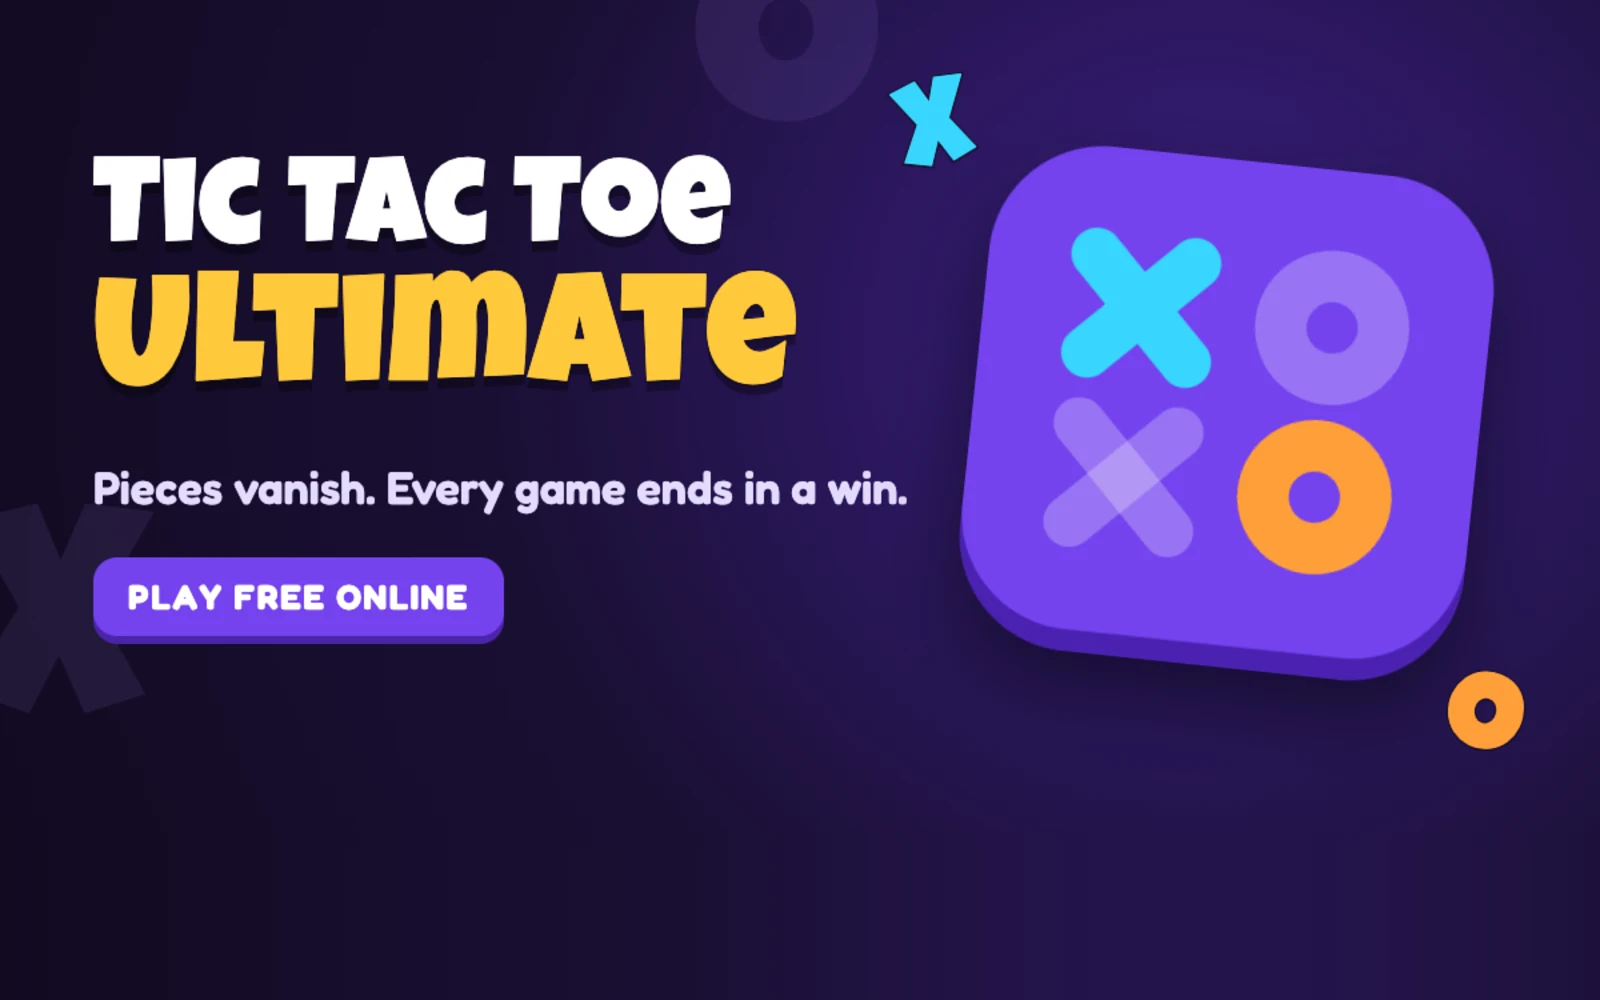 TIC TAC TOE
ULTIMATE
Pieces vanish. Every game ends in a win.
PLAY FREE ONLINE